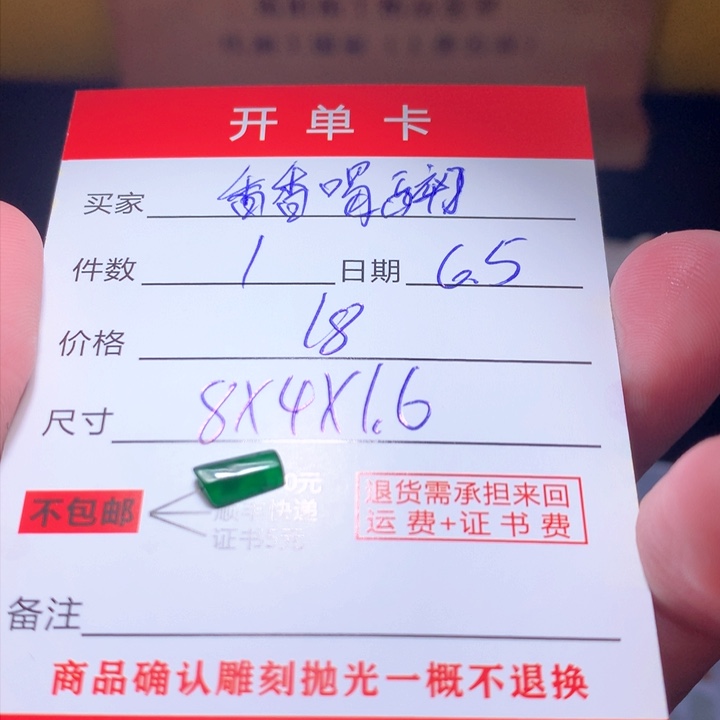 开单卡
买家 香香喝醉
件数 1 日期 6.5
价格 18
尺寸 8X4X1.6
0元
不包邮 快递
证书5元
退货需承担来回
运费+证书费
备注
商品确认雕刻抛光一概不退换